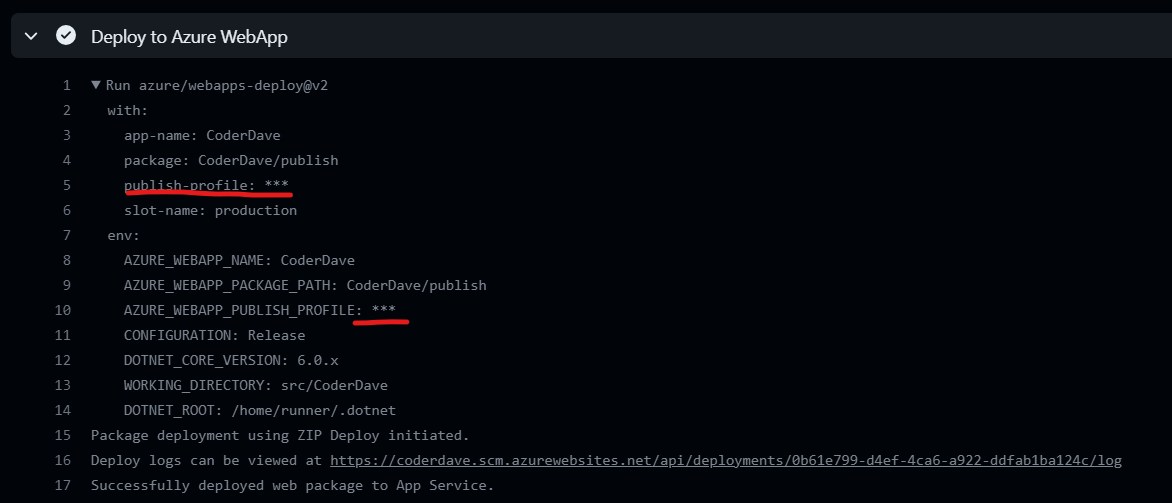 Deploy to Azure WebApp
1 ▼ Run azure/webapps-deploy@v2
2 with:
3 app-name: CoderDave
4 package: CoderDave/publish
5 publish-profile: ***
6 slot-name: production
7 env:
8 AZURE_WEBAPP_NAME: CoderDave
9 AZURE_WEBAPP_PACKAGE_PATH: CoderDave/publish
10 AZURE_WEBAPP_PUBLISH_PROFILE: ***
11 CONFIGURATION: Release
12 DOTNET_CORE_VERSION: 6.0.x
13 WORKING_DIRECTORY: src/CoderDave
14 DOTNET_ROOT: /home/runner/.dotnet
15 Package deployment using ZIP Deploy initiated.
16 Deploy logs can be viewed at https://coderdave.scm.azurewebsites.net/api/deployments/0b61e799-d4ef-4ca6-a922-ddfab1ba124c/log
17 Successfully deployed web package to App Service.